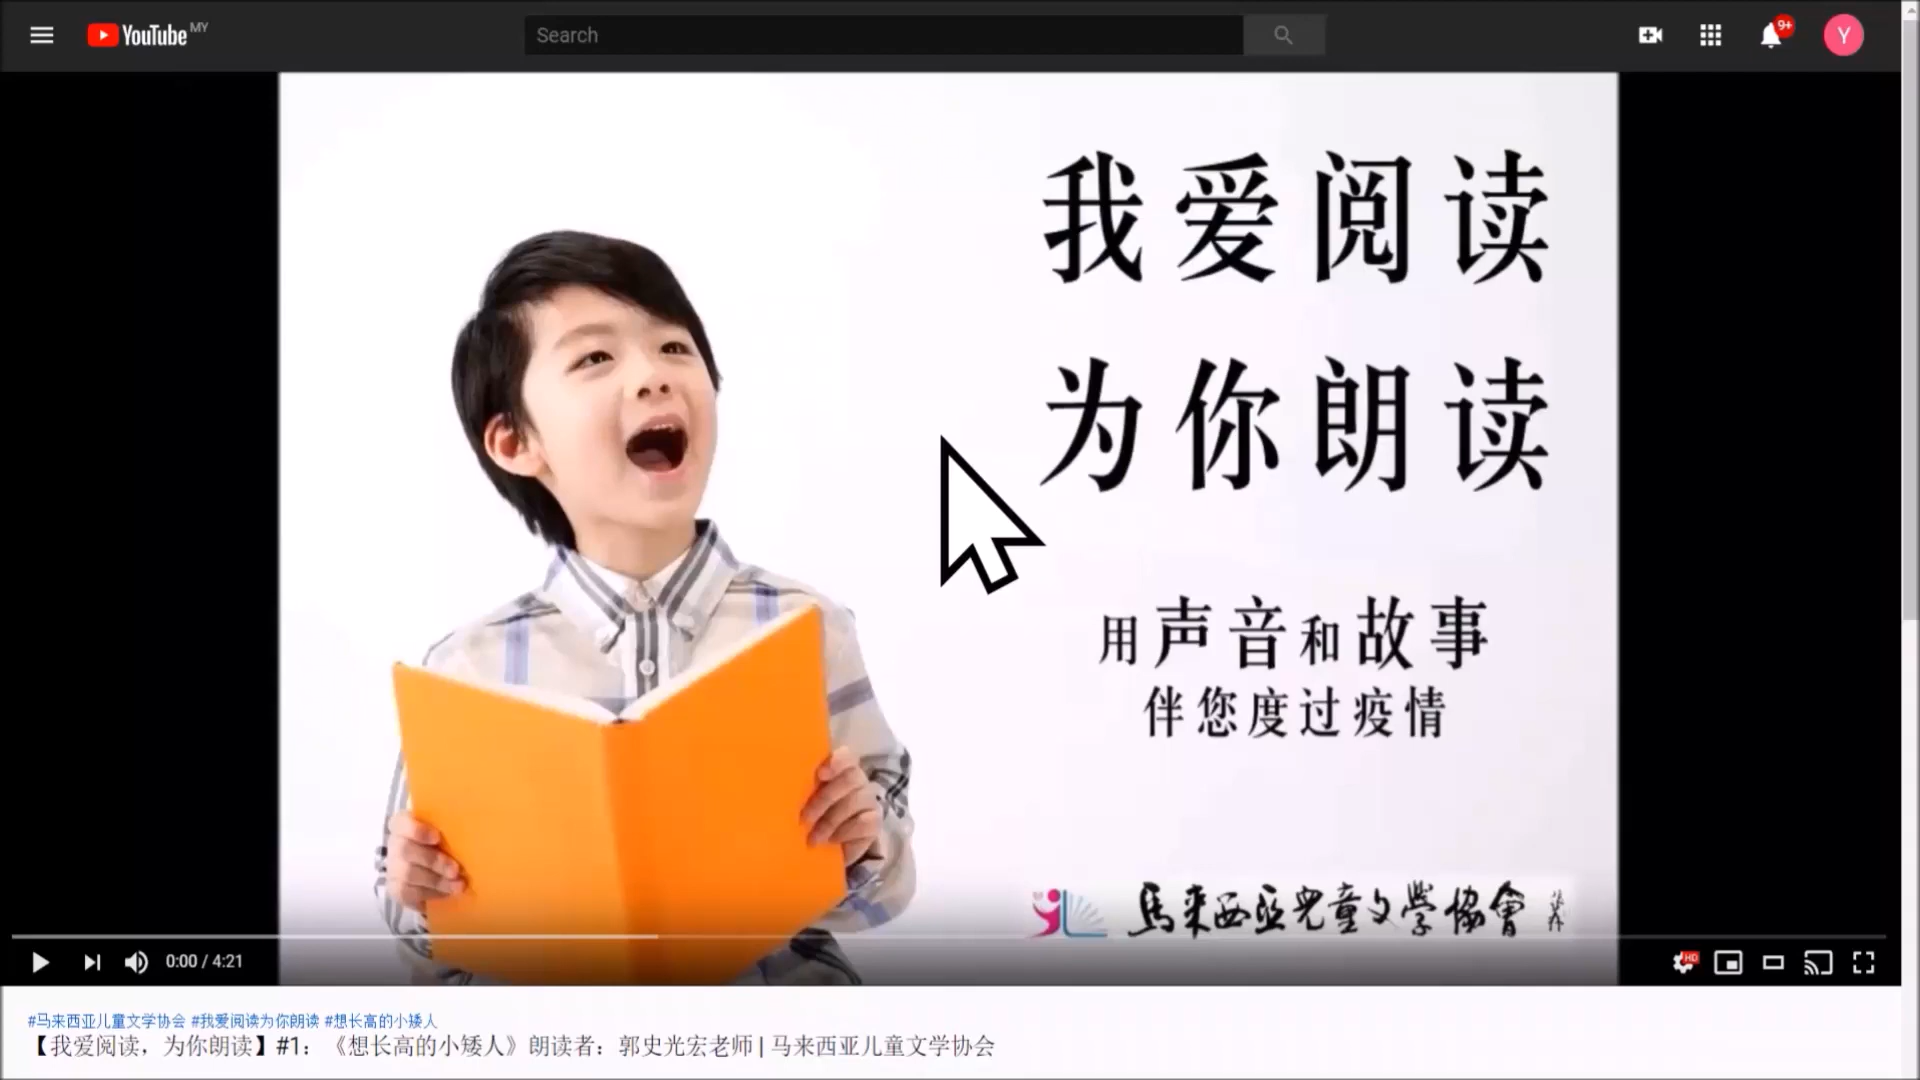 YouTube MY
Search
9+
Y
我爱阅读
为你朗读
用声音和故事
伴您度过疫情
馬来西亞兒童文學協會
0:00 / 4:21
HD
#马来西亚儿童文学协会 #我爱阅读为你朗读 #想长高的小矮人
【我爱阅读，为你朗读】#1：《想长高的小矮人》朗读者：郭史光宏老师 | 马来西亚儿童文学协会